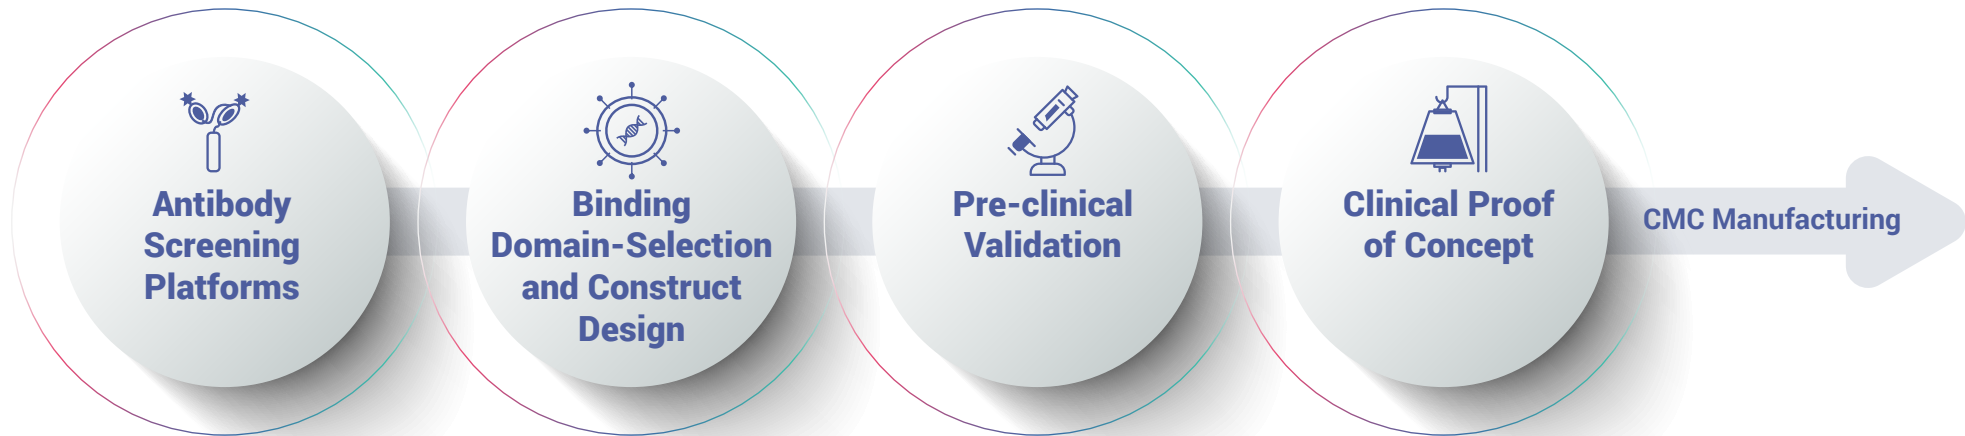 Antibody
Screening
Platforms
Binding
Domain-Selection
and Construct
Design
Pre-clinical
Validation
Clinical Proof
of Concept
CMC Manufacturing